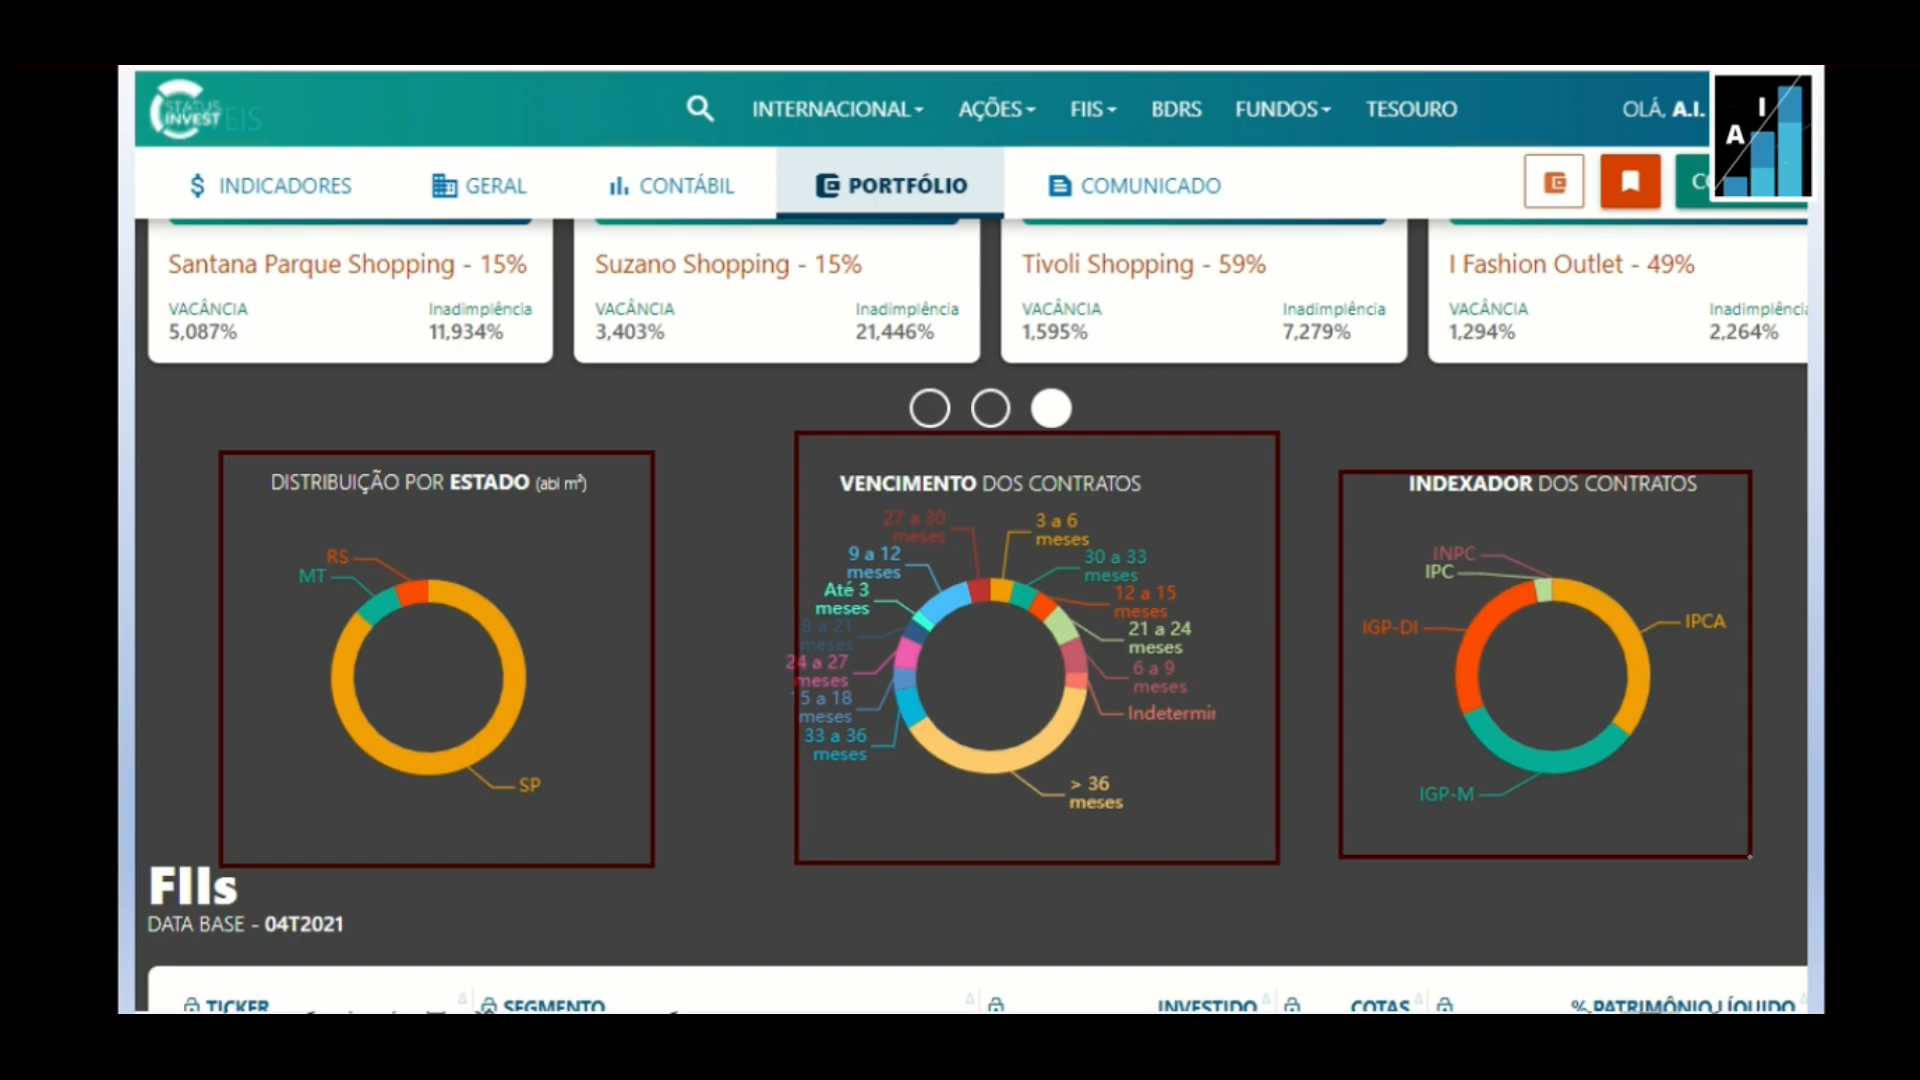 STATUS INVEST
INTERNACIONAL
AÇÕES
FIIS
BDRS
FUNDOS
TESOURO
OLÁ, A.I.
A I
INDICADORES
GERAL
CONTÁBIL
PORTFÓLIO
COMUNICADO
Santana Parque Shopping - 15%
VACÂNCIA Inadimplência
5,087% 11,934%
Suzano Shopping - 15%
VACÂNCIA Inadimplência
3,403% 21,446%
Tivoli Shopping - 59%
VACÂNCIA Inadimplência
1,595% 7,279%
I Fashion Outlet - 49%
VACÂNCIA Inadimplência
1,294% 2,264%
DISTRIBUIÇÃO POR ESTADO (abl m²)
RS
MT
SP
VENCIMENTO DOS CONTRATOS
27 a 30
meses
3 a 6
meses
9 a 12
meses
30 a 33
meses
Até 3
meses
12 a 15
meses
8 a 21
meses
21 a 24
meses
24 a 27
meses
6 a 9
meses
5 a 18
meses
Indetermin
33 a 36
meses
> 36
meses
INDEXADOR DOS CONTRATOS
INPC
IPC
IGP-DI
IPCA
IGP-M
FIIs
DATA BASE - 04T2021
TICKER
SEGMENTO
INVESTIDO
COTAS
% PATRIMÔNIO LÍQUIDO